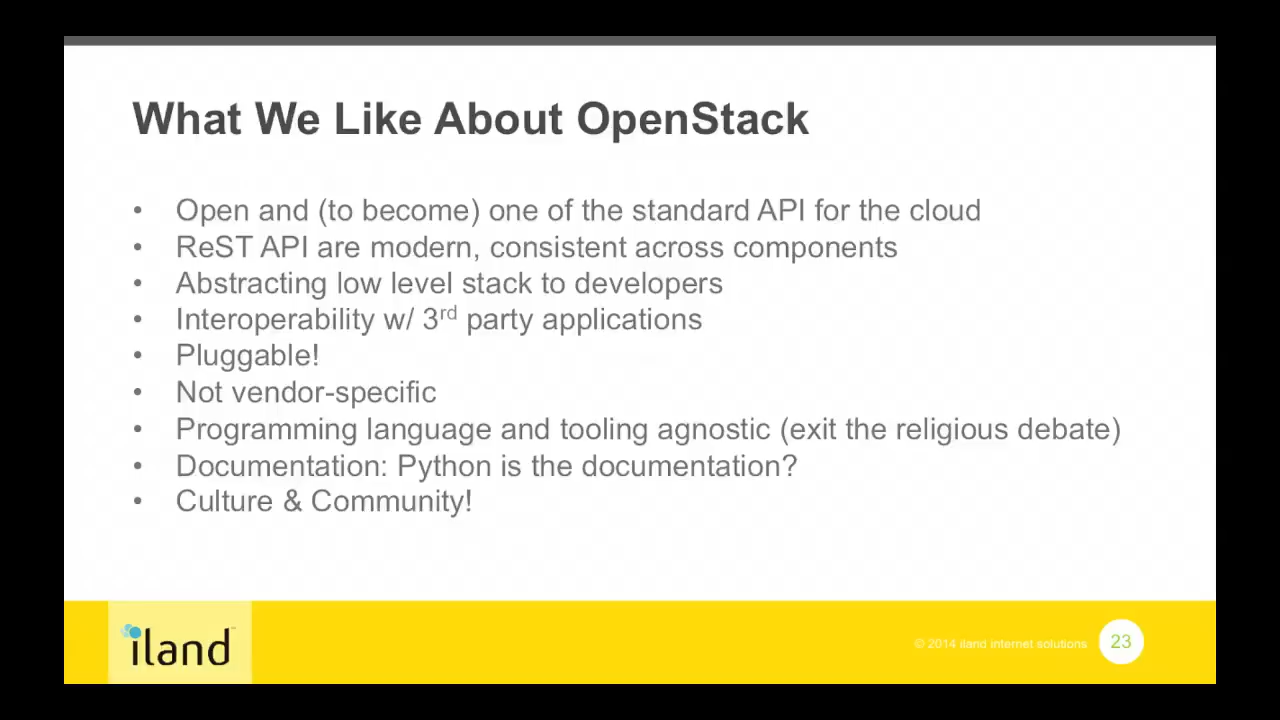 What We Like About OpenStack
• Open and (to become) one of the standard API for the cloud
• ReST API are modern, consistent across components
• Abstracting low level stack to developers
• Interoperability w/ 3rd party applications
• Pluggable!
• Not vendor-specific
• Programming language and tooling agnostic (exit the religious debate)
• Documentation: Python is the documentation?
• Culture & Community!
iland
© 2014 iland internet solutions
23